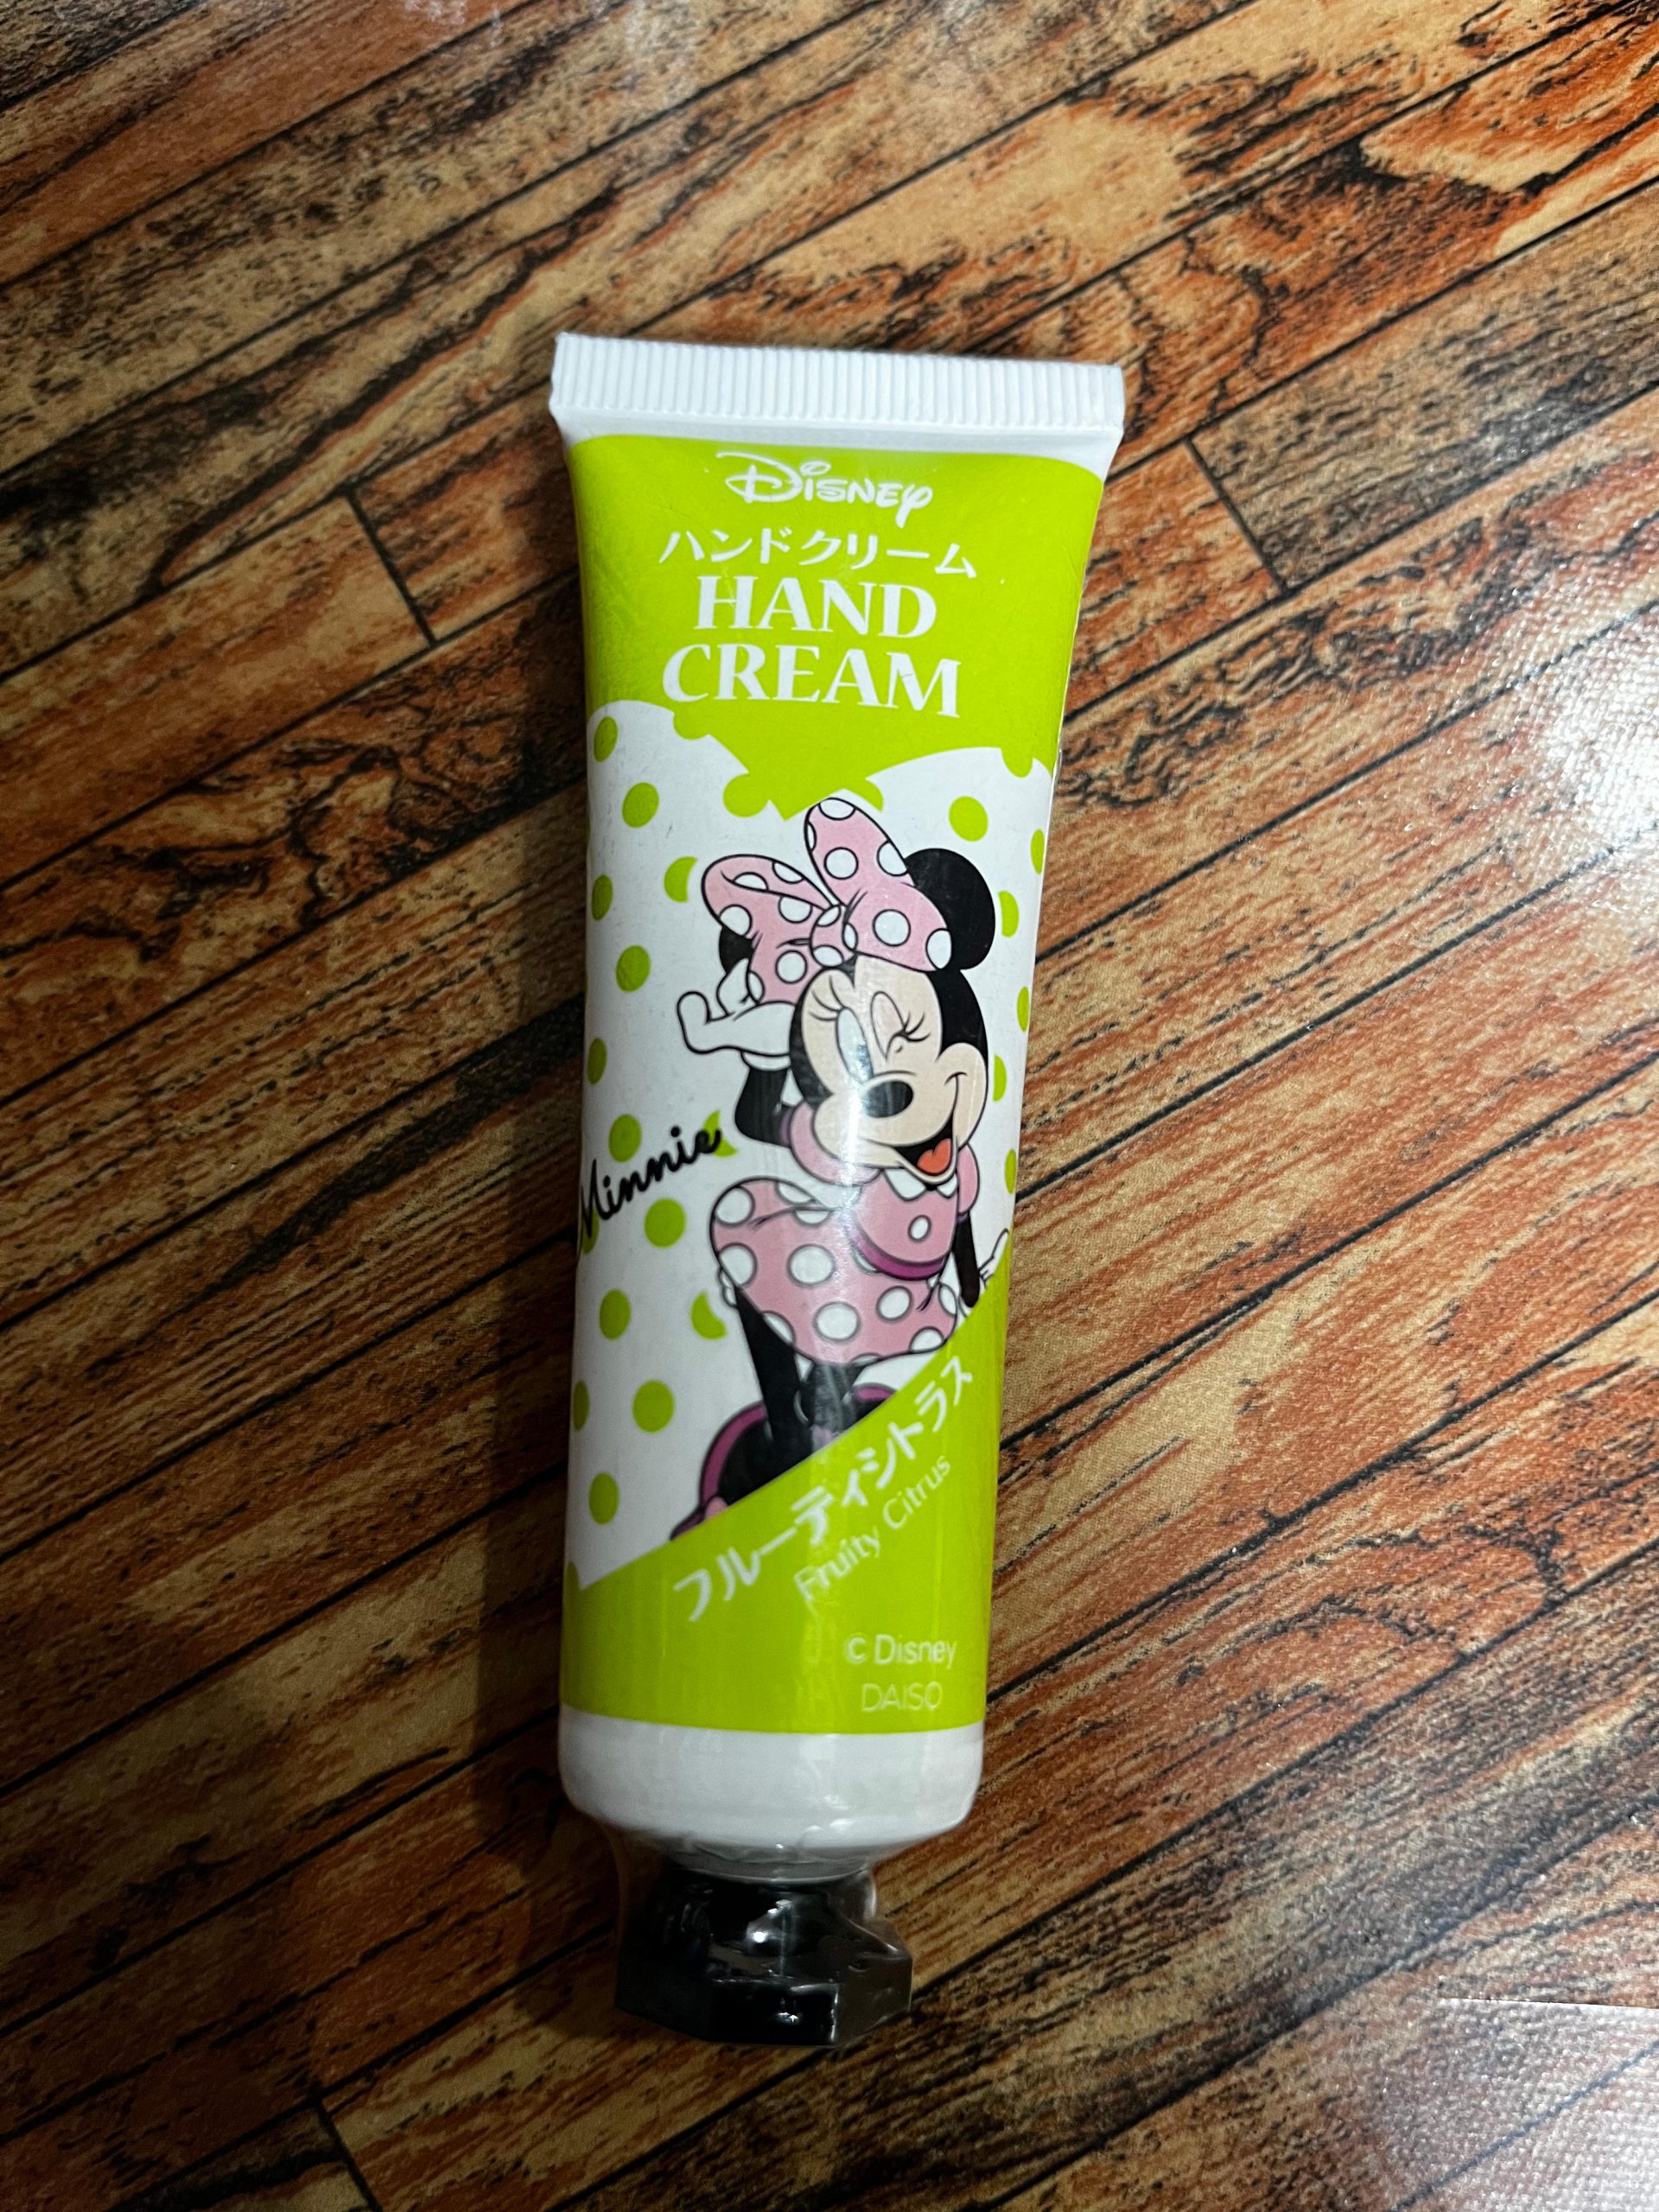 Disney
ハンドクリーム
HAND
CREAM
Minnie
フルーティシトラス
Fruity Citrus
© Disney
DAISO